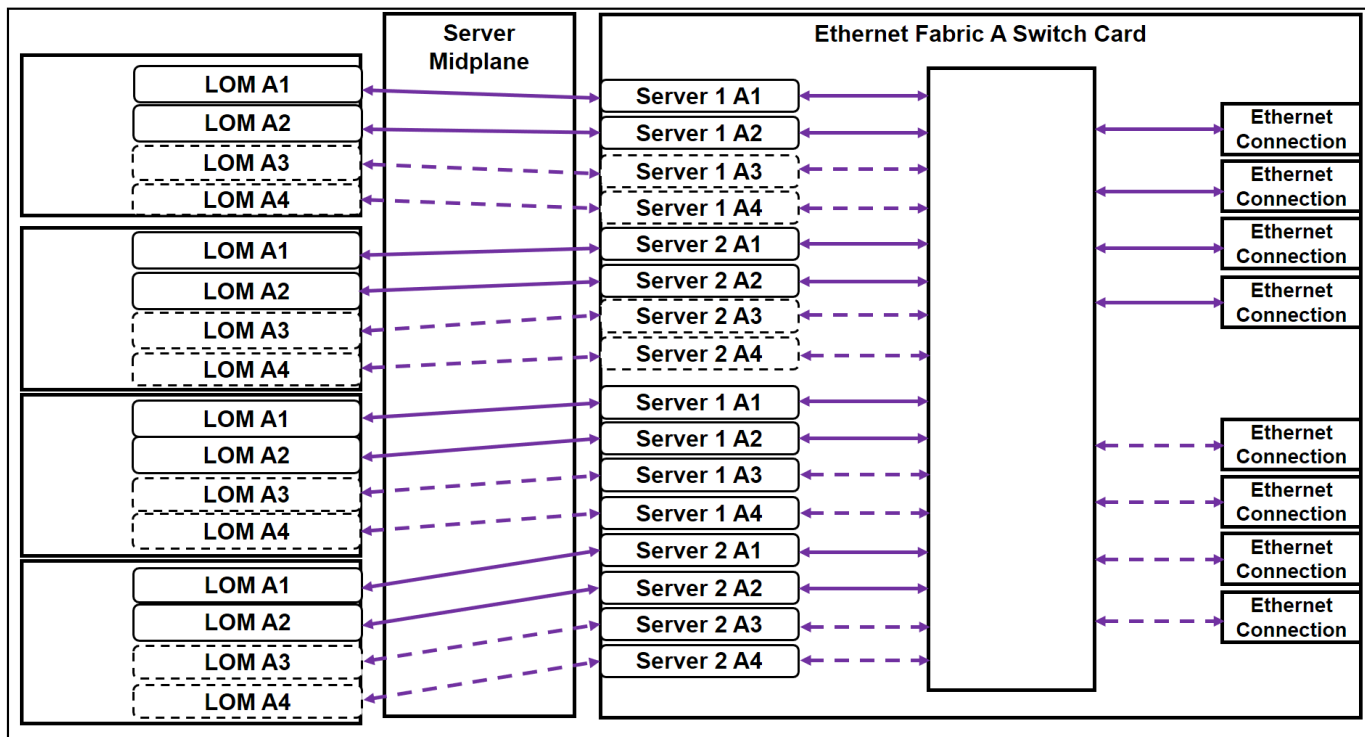 Server
Midplane
Ethernet Fabric A Switch Card
LOM A1
LOM A2
LOM A3
LOM A4
LOM A1
LOM A2
LOM A3
LOM A4
LOM A1
LOM A2
LOM A3
LOM A4
LOM A1
LOM A2
LOM A3
LOM A4
Server 1 A1
Server 1 A2
Server 1 A3
Server 1 A4
Server 2 A1
Server 2 A2
Server 2 A3
Server 2 A4
Server 1 A1
Server 1 A2
Server 1 A3
Server 1 A4
Server 2 A1
Server 2 A2
Server 2 A3
Server 2 A4
Ethernet
Connection
Ethernet
Connection
Ethernet
Connection
Ethernet
Connection
Ethernet
Connection
Ethernet
Connection
Ethernet
Connection
Ethernet
Connection